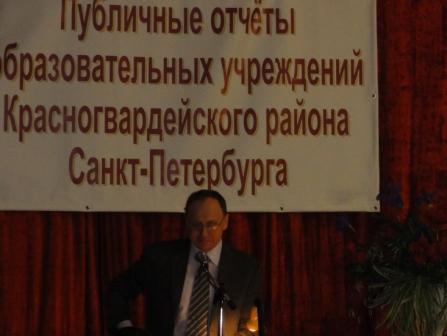 Публичные отчёты
образовательных учреждений
Красногвардейского района
Санкт-Петербурга